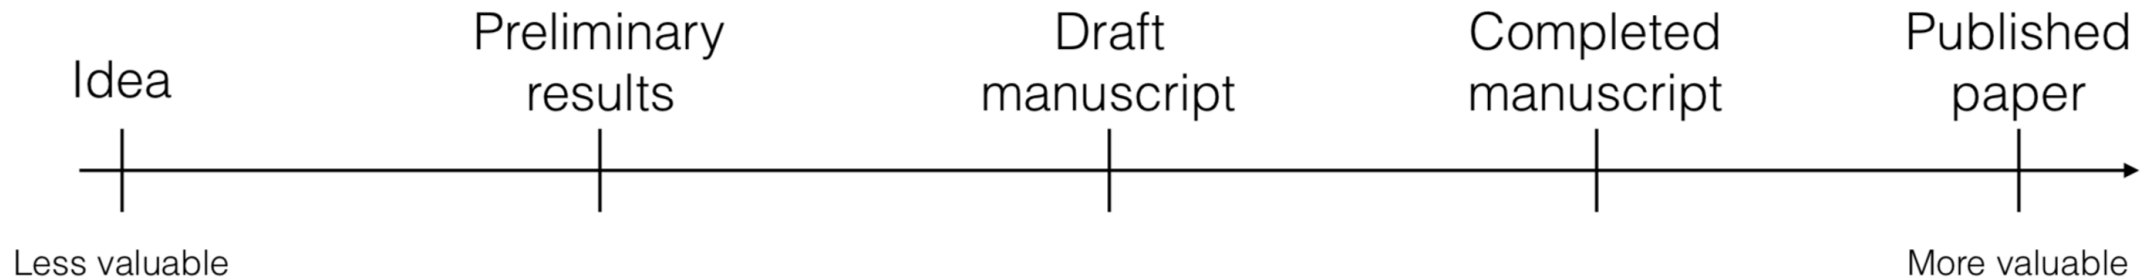 Idea
Preliminary
results
Draft
manuscript
Completed
manuscript
Published
paper
Less valuable
More valuable